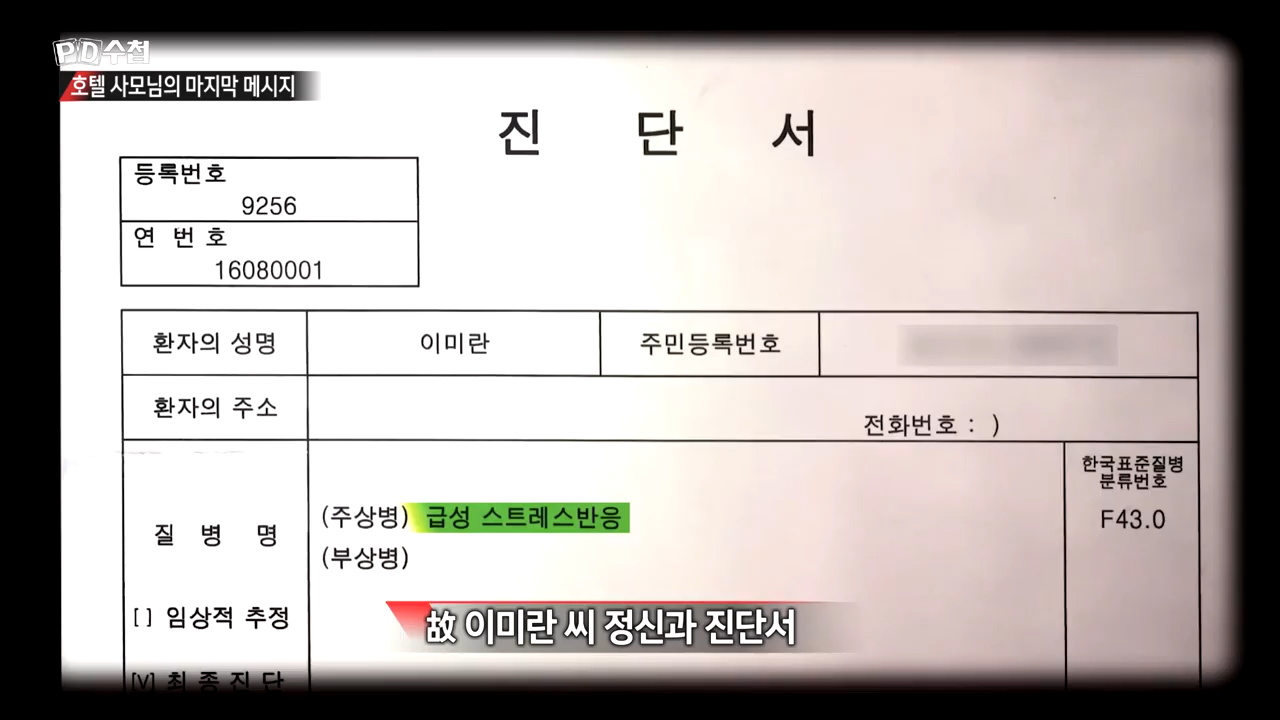 PD수첩
호텔 사모님의 마지막 메시지
진 단 서
등록번호
9256
연 번 호
16080001
환자의 성명 이미란 주민등록번호
환자의 주소
전화번호 : )
한국표준질병
분류번호
질 병 명
(주상병) 급성 스트레스반응
F43.0
(부상병)
[ ] 임상적 추정
故 이미란 씨 정신과 진단서
[V] 최 종 진 단